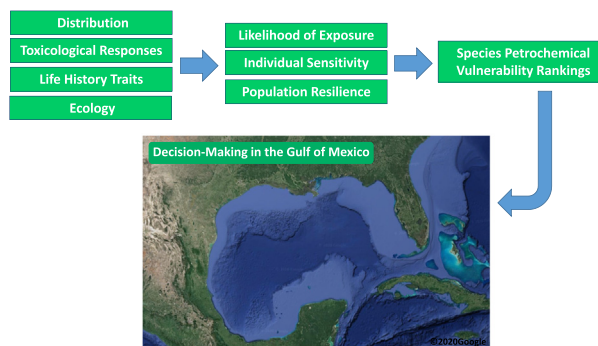 Distribution
Toxicological Responses
Life History Traits
Ecology
Likelihood of Exposure
Individual Sensitivity
Population Resilience
Species Petrochemical
Vulnerability Rankings
Decision-Making in the Gulf of Mexico
©2020Google